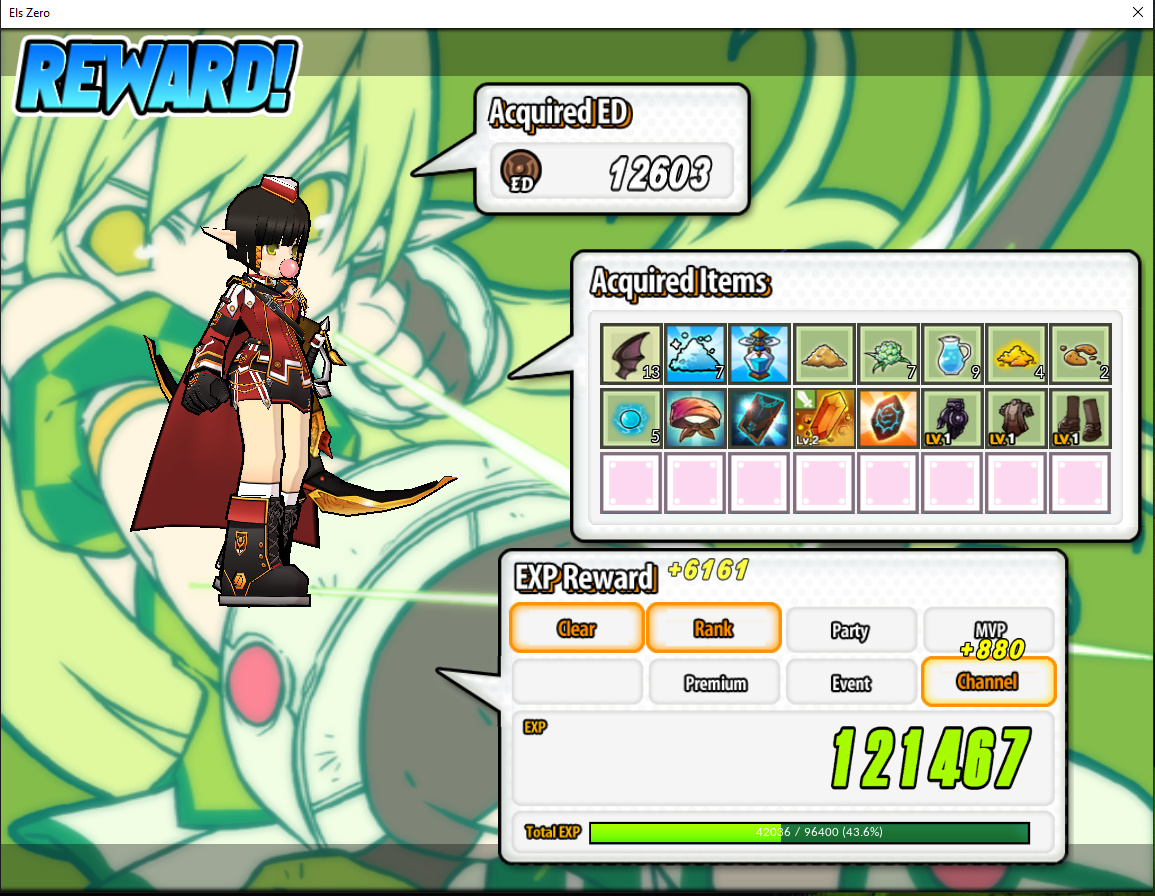 Els Zero
REWARD!
Acquired ED
ED 12603
Acquired Items
13 7 7 9 4 2
5 Lv.2 LV.1 LV.1 LV.1
EXP Reward +6161
Clear Rank Party MVP
+880
Premium Event Channel
EXP
121467
Total EXP 42036 / 96400 (43.6%)